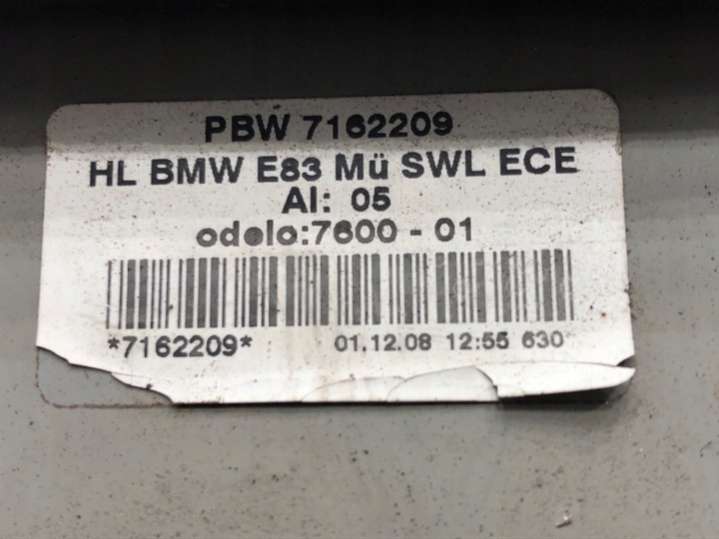 PBW 7162209
HL BMW E83 Mü SWL ECE
AI: 05
odelo:7600 - 01
*7162209* 01.12.08 12:55 630